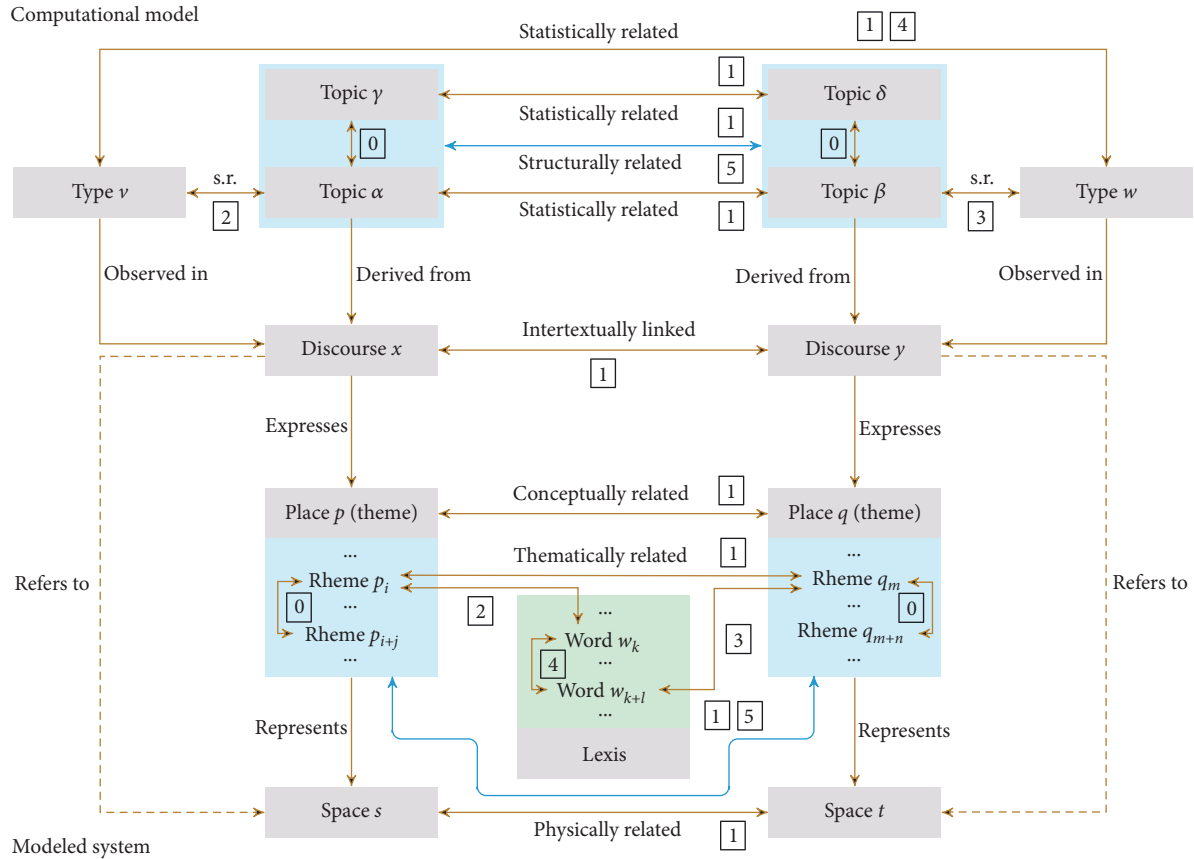 Computational model
Statistically related
1 4
Topic γ
1
Topic δ
Statistically related
0
1
0
Structurally related
5
Type v
s.r.
2
Topic α
Statistically related
1
Topic β
s.r.
3
Type w
Observed in
Derived from
Derived from
Observed in
Discourse x
Intertextually linked
1
Discourse y
Expresses
Expresses
Place p (theme)
Conceptually related
1
Place q (theme)
...
Thematically related
1
...
Refers to
Rheme p_i
0
...
Rheme p_{i+j}
...
2
...
Word w_k
4
...
Word w_{k+l}
...
Lexis
3
Rheme q_m
0
...
Rheme q_{m+n}
...
Refers to
1 5
Represents
Represents
Space s
Physically related
1
Space t
Modeled system